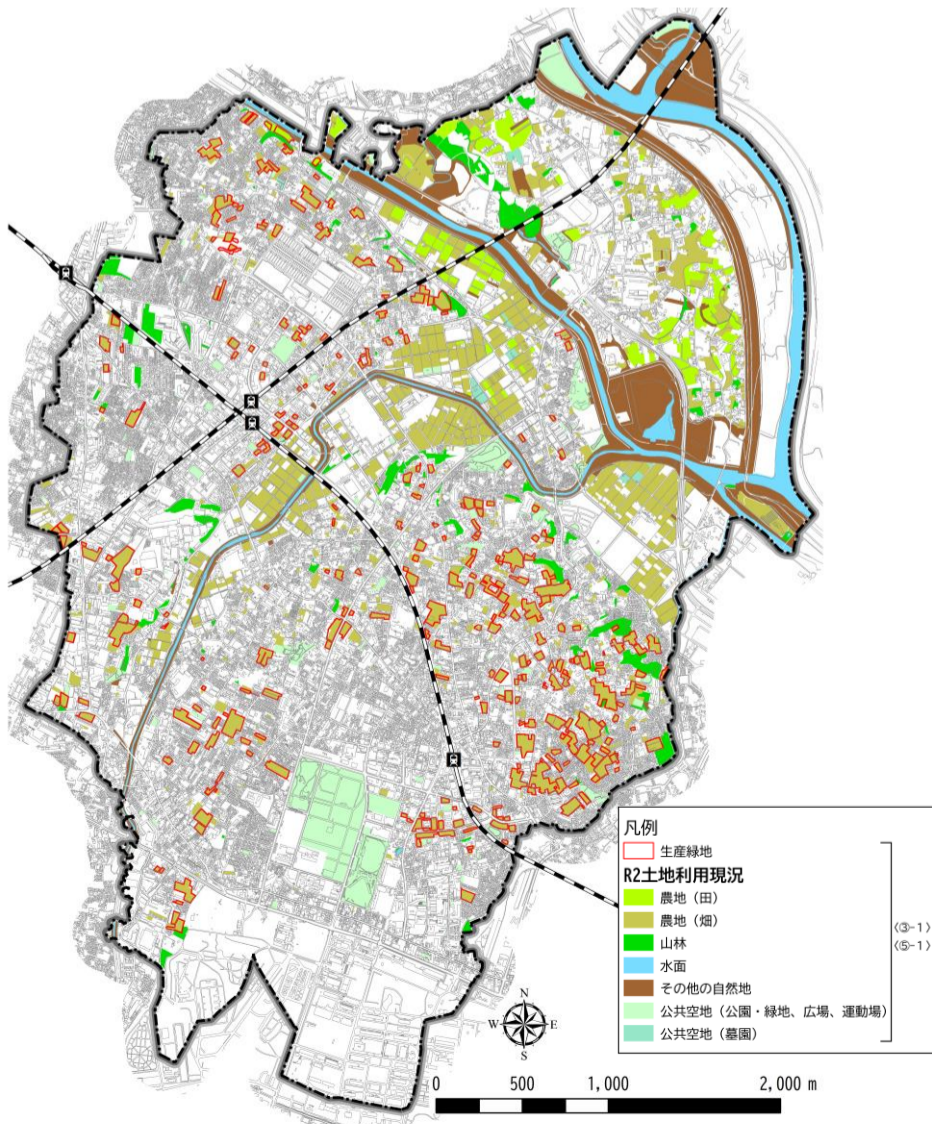 凡例
生産緑地
R2土地利用現況
農地（田）
農地（畑）
山林
水面
その他の自然地
公共空地（公園・緑地、広場、運動場）
公共空地（墓園）
〈③-1〉
〈⑤-1〉
N
W E
S
0 500 1,000 2,000 m